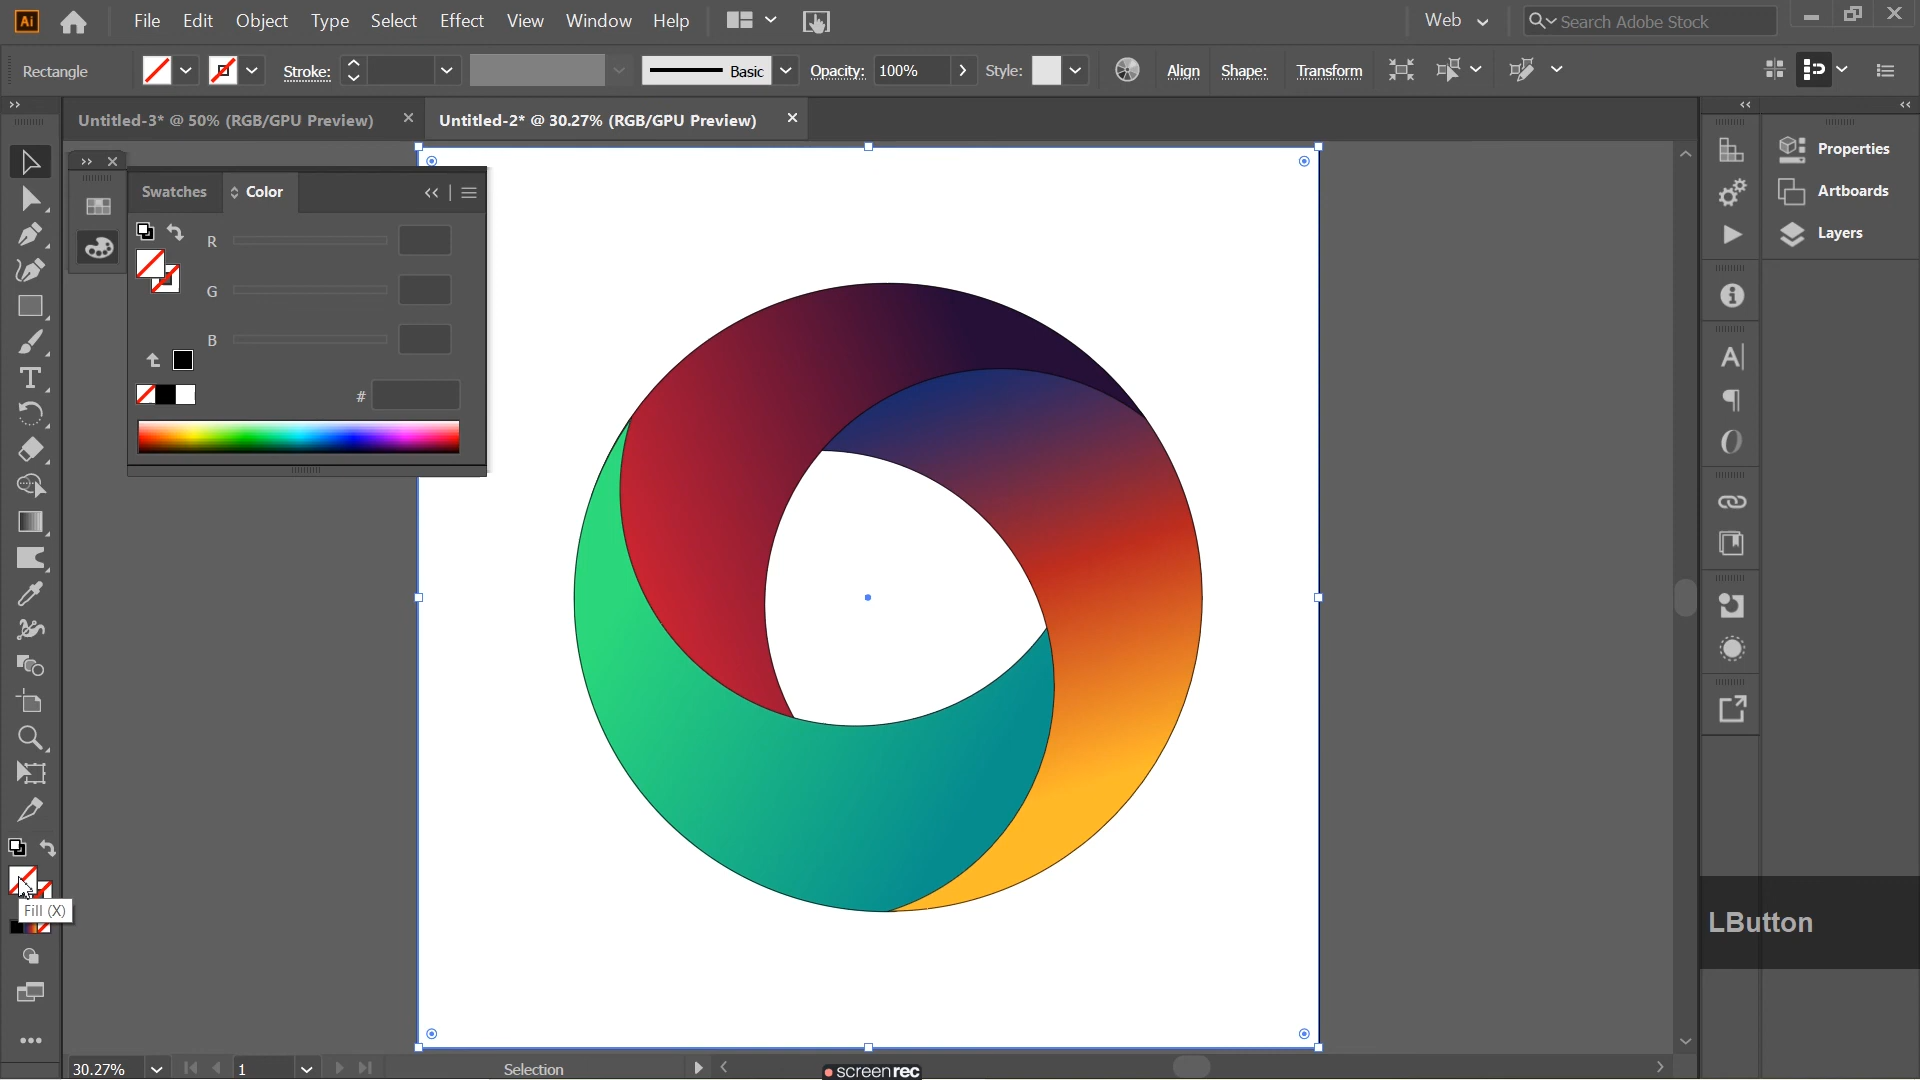 Ai File Edit Object Type Select Effect View Window Help Web Search Adobe Stock
Rectangle Stroke: Basic Opacity: 100% Style: Align Shape: Transform
Untitled-3* @ 50% (RGB/GPU Preview) Untitled-2* @ 30.27% (RGB/GPU Preview)
Swatches Color
R
G
B
#
Properties
Artboards
Layers
Fill (X)
LButton
30.27% 1 Selection
screenrec